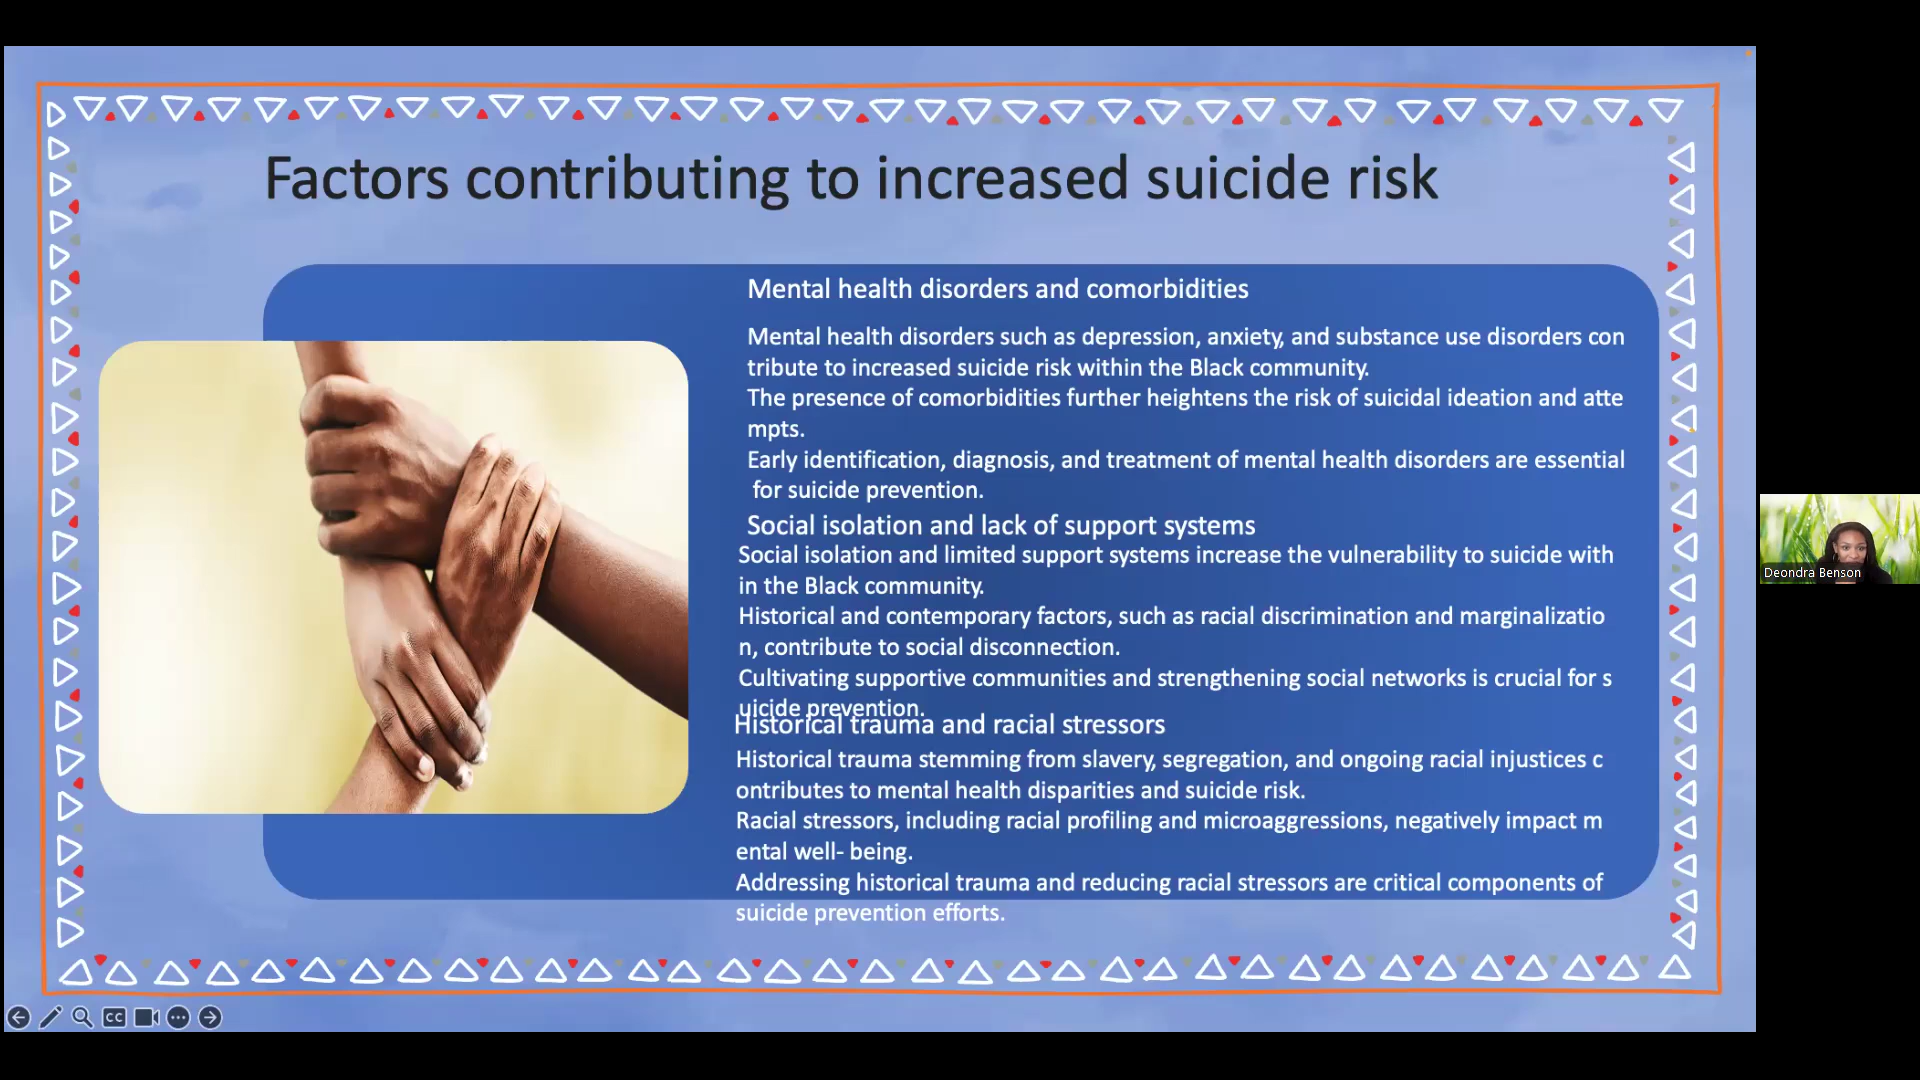 Factors contributing to increased suicide risk
Mental health disorders and comorbidities
Mental health disorders such as depression, anxiety, and substance use disorders con
tribute to increased suicide risk within the Black community.
The presence of comorbidities further heightens the risk of suicidal ideation and atte
mpts.
Early identification, diagnosis, and treatment of mental health disorders are essential
for suicide prevention.
Social isolation and lack of support systems
Social isolation and limited support systems increase the vulnerability to suicide with
in the Black community.
Historical and contemporary factors, such as racial discrimination and marginalizatio
n, contribute to social disconnection.
Cultivating supportive communities and strengthening social networks is crucial for s
uicide prevention.
Historical trauma and racial stressors
Historical trauma stemming from slavery, segregation, and ongoing racial injustices c
ontributes to mental health disparities and suicide risk.
Racial stressors, including racial profiling and microaggressions, negatively impact m
ental well- being.
Addressing historical trauma and reducing racial stressors are critical components of
suicide prevention efforts.
Deondra Benson
CC